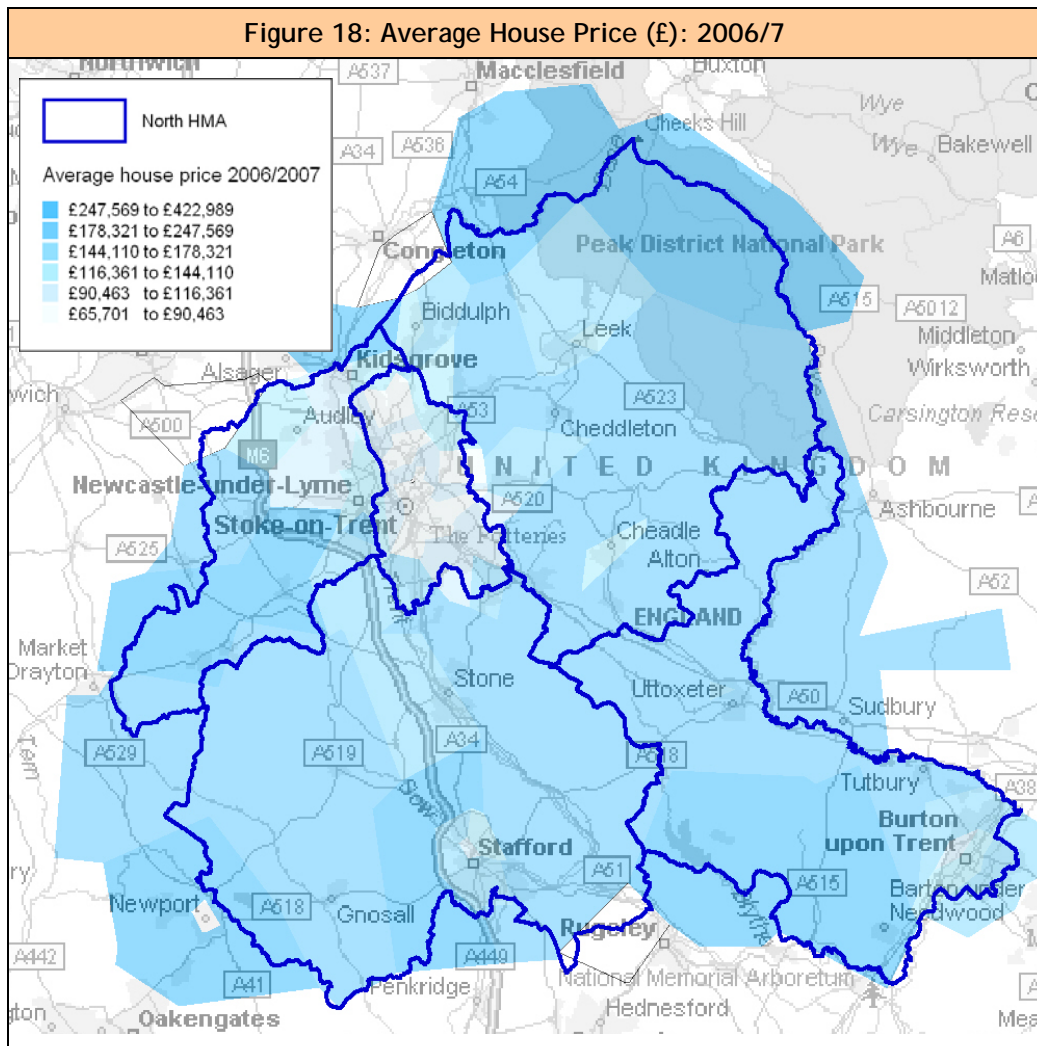 Figure 18: Average House Price (£): 2006/7
Northwich
A537
Macclesfield
Buxton
North HMA
Average house price 2006/2007
£247,569 to £422,989
£178,321 to £247,569
£144,110 to £178,321
£116,361 to £144,110
£90,463 to £116,361
£65,701 to £90,463
Wye
Cheeks Hill
A34
A536
Wye
Bakewell
A54
Congleton
Peak District National Park
A6
A515
A5012
Biddulph
Leek
Middleton
Kidsgrove
Wirksworth
Alsager
A523
A53
Carsington
Audley
A500
Cheddleton
M6
UNITED KINGDOM
Newcastle-under-Lyme
A520
Ashbourne
Stoke-on-Trent
The Potteries
Cheadle
A525
Alton
A52
ENGLAND
Market
Drayton
Stone
Uttoxeter
A50
Sudbury
A34
A529
A519
A518
Tern
Tutbury
A38
Sow
Burton
upon Trent
Stafford
A51
A515
Barton-under
Needwood
Newport
A518
Gnosall
Rugeley
A442
A449
National Memorial Arboretum
A41
Penkridge
Hednesford
Oakengates